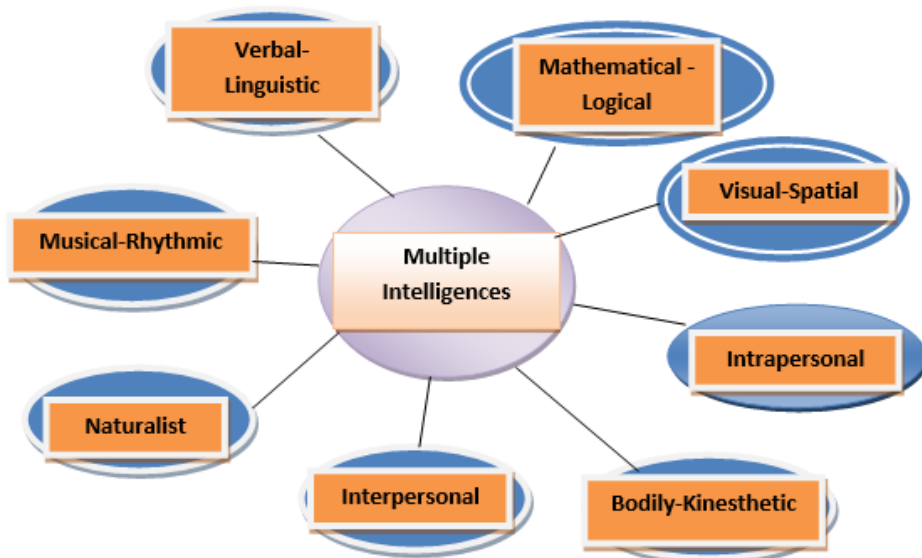 Verbal-
Linguistic
Mathematical -
Logical
Visual-Spatial
Musical-Rhythmic
Multiple
Intelligences
Intrapersonal
Naturalist
Interpersonal
Bodily-Kinesthetic